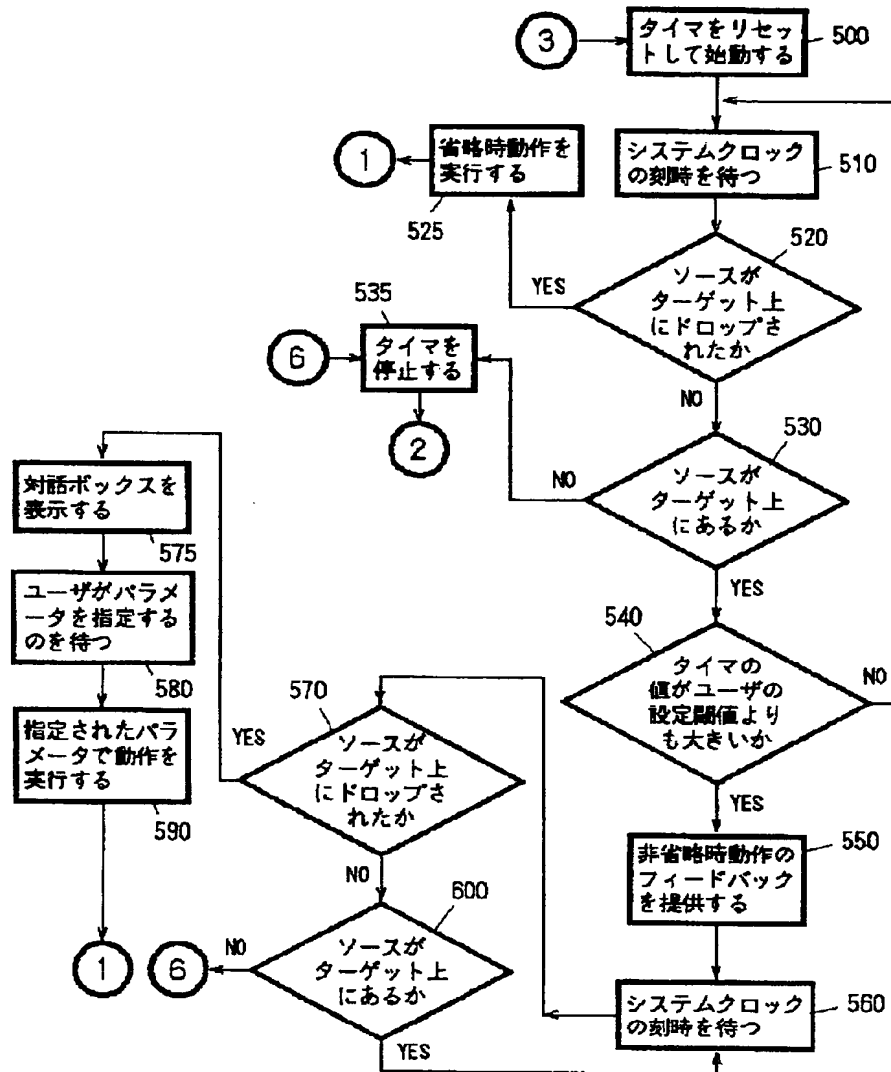 3
タイマをリセッ
トして始動する
500
1
省略時動作を
実行する
525
システムクロック
の刻時を待つ
510
520
ソースが
ターゲット上
にドロップさ
れたか
YES
NO
535
6
タイマを
停止する
2
530
ソースが
ターゲット上
にあるか
NO
YES
対話ボックスを
表示する
575
ユーザがパラメ
ータを指定する
のを待つ
580
指定されたパラ
メータで動作を
実行する
590
1
540
タイマの
値がユーザの
設定閾値より
も大きいか
NO
YES
570
ソースが
ターゲット上
にドロップさ
れたか
YES
NO
550
非省略時動作の
フィードバック
を提供する
600
ソースが
ターゲット上
にあるか
NO
6
YES
システムクロック
の刻時を待つ
560